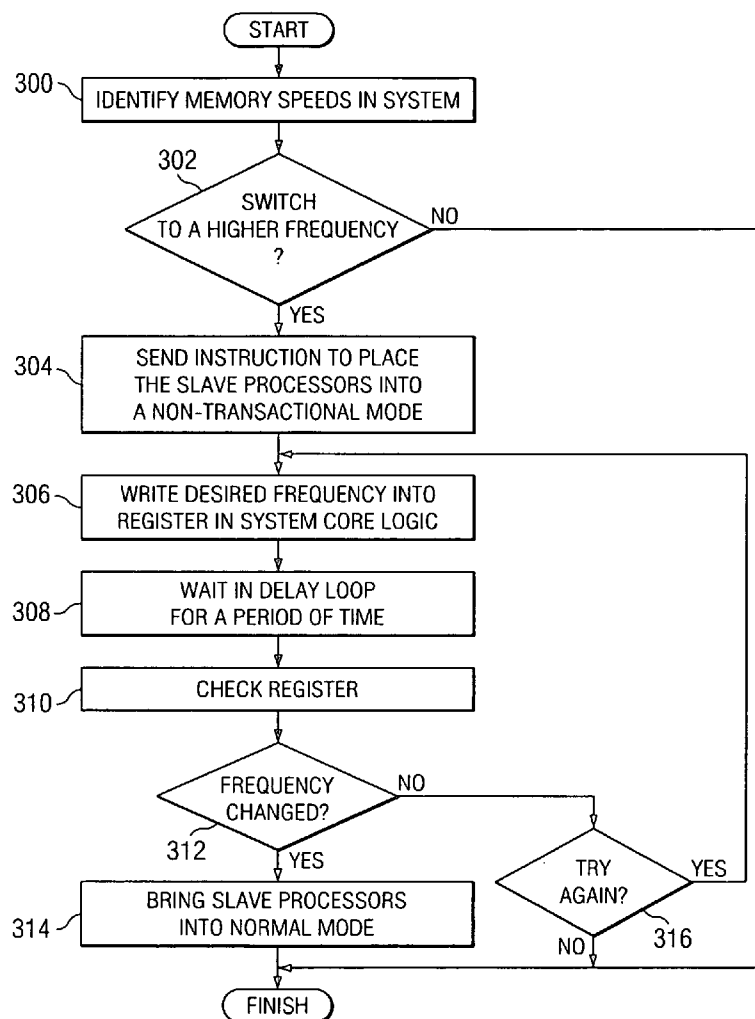 START
300
IDENTIFY MEMORY SPEEDS IN SYSTEM
302
SWITCH
TO A HIGHER FREQUENCY
?
NO
YES
304
SEND INSTRUCTION TO PLACE
THE SLAVE PROCESSORS INTO
A NON-TRANSACTIONAL MODE
306
WRITE DESIRED FREQUENCY INTO
REGISTER IN SYSTEM CORE LOGIC
308
WAIT IN DELAY LOOP
FOR A PERIOD OF TIME
310
CHECK REGISTER
FREQUENCY
CHANGED?
NO
312
YES
TRY
AGAIN?
YES
316
NO
314
BRING SLAVE PROCESSORS
INTO NORMAL MODE
FINISH